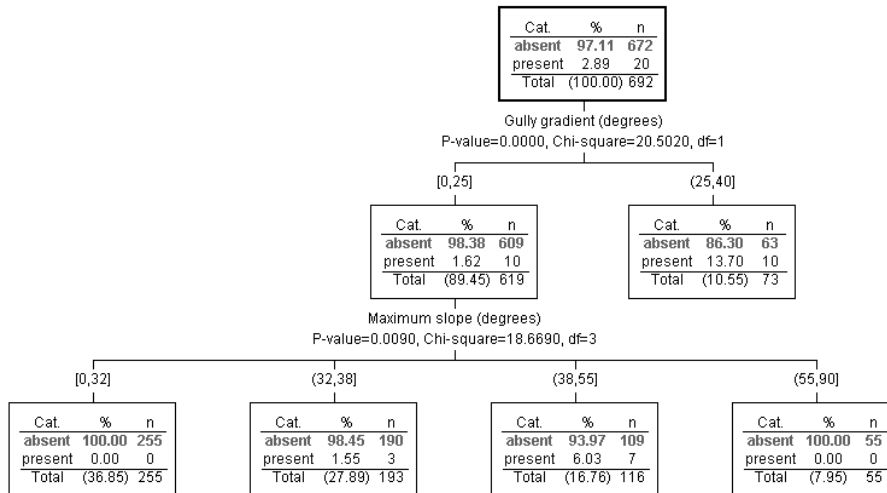 Cat. % n
absent 97.11 672
present 2.89 20
Total (100.00) 692
Gully gradient (degrees)
P-value=0.0000, Chi-square=20.5020, df=1
[0,25] (25,40]
Cat. % n
absent 98.38 609
present 1.62 10
Total (89.45) 619
Cat. % n
absent 86.30 63
present 13.70 10
Total (10.55) 73
Maximum slope (degrees)
P-value=0.0090, Chi-square=18.6690, df=3
[0,32] (32,38] (38,55] (55,90]
Cat. % n
absent 100.00 255
present 0.00 0
Total (36.85) 255
Cat. % n
absent 98.45 190
present 1.55 3
Total (27.89) 193
Cat. % n
absent 93.97 109
present 6.03 7
Total (16.76) 116
Cat. % n
absent 100.00 55
present 0.00 0
Total (7.95) 55